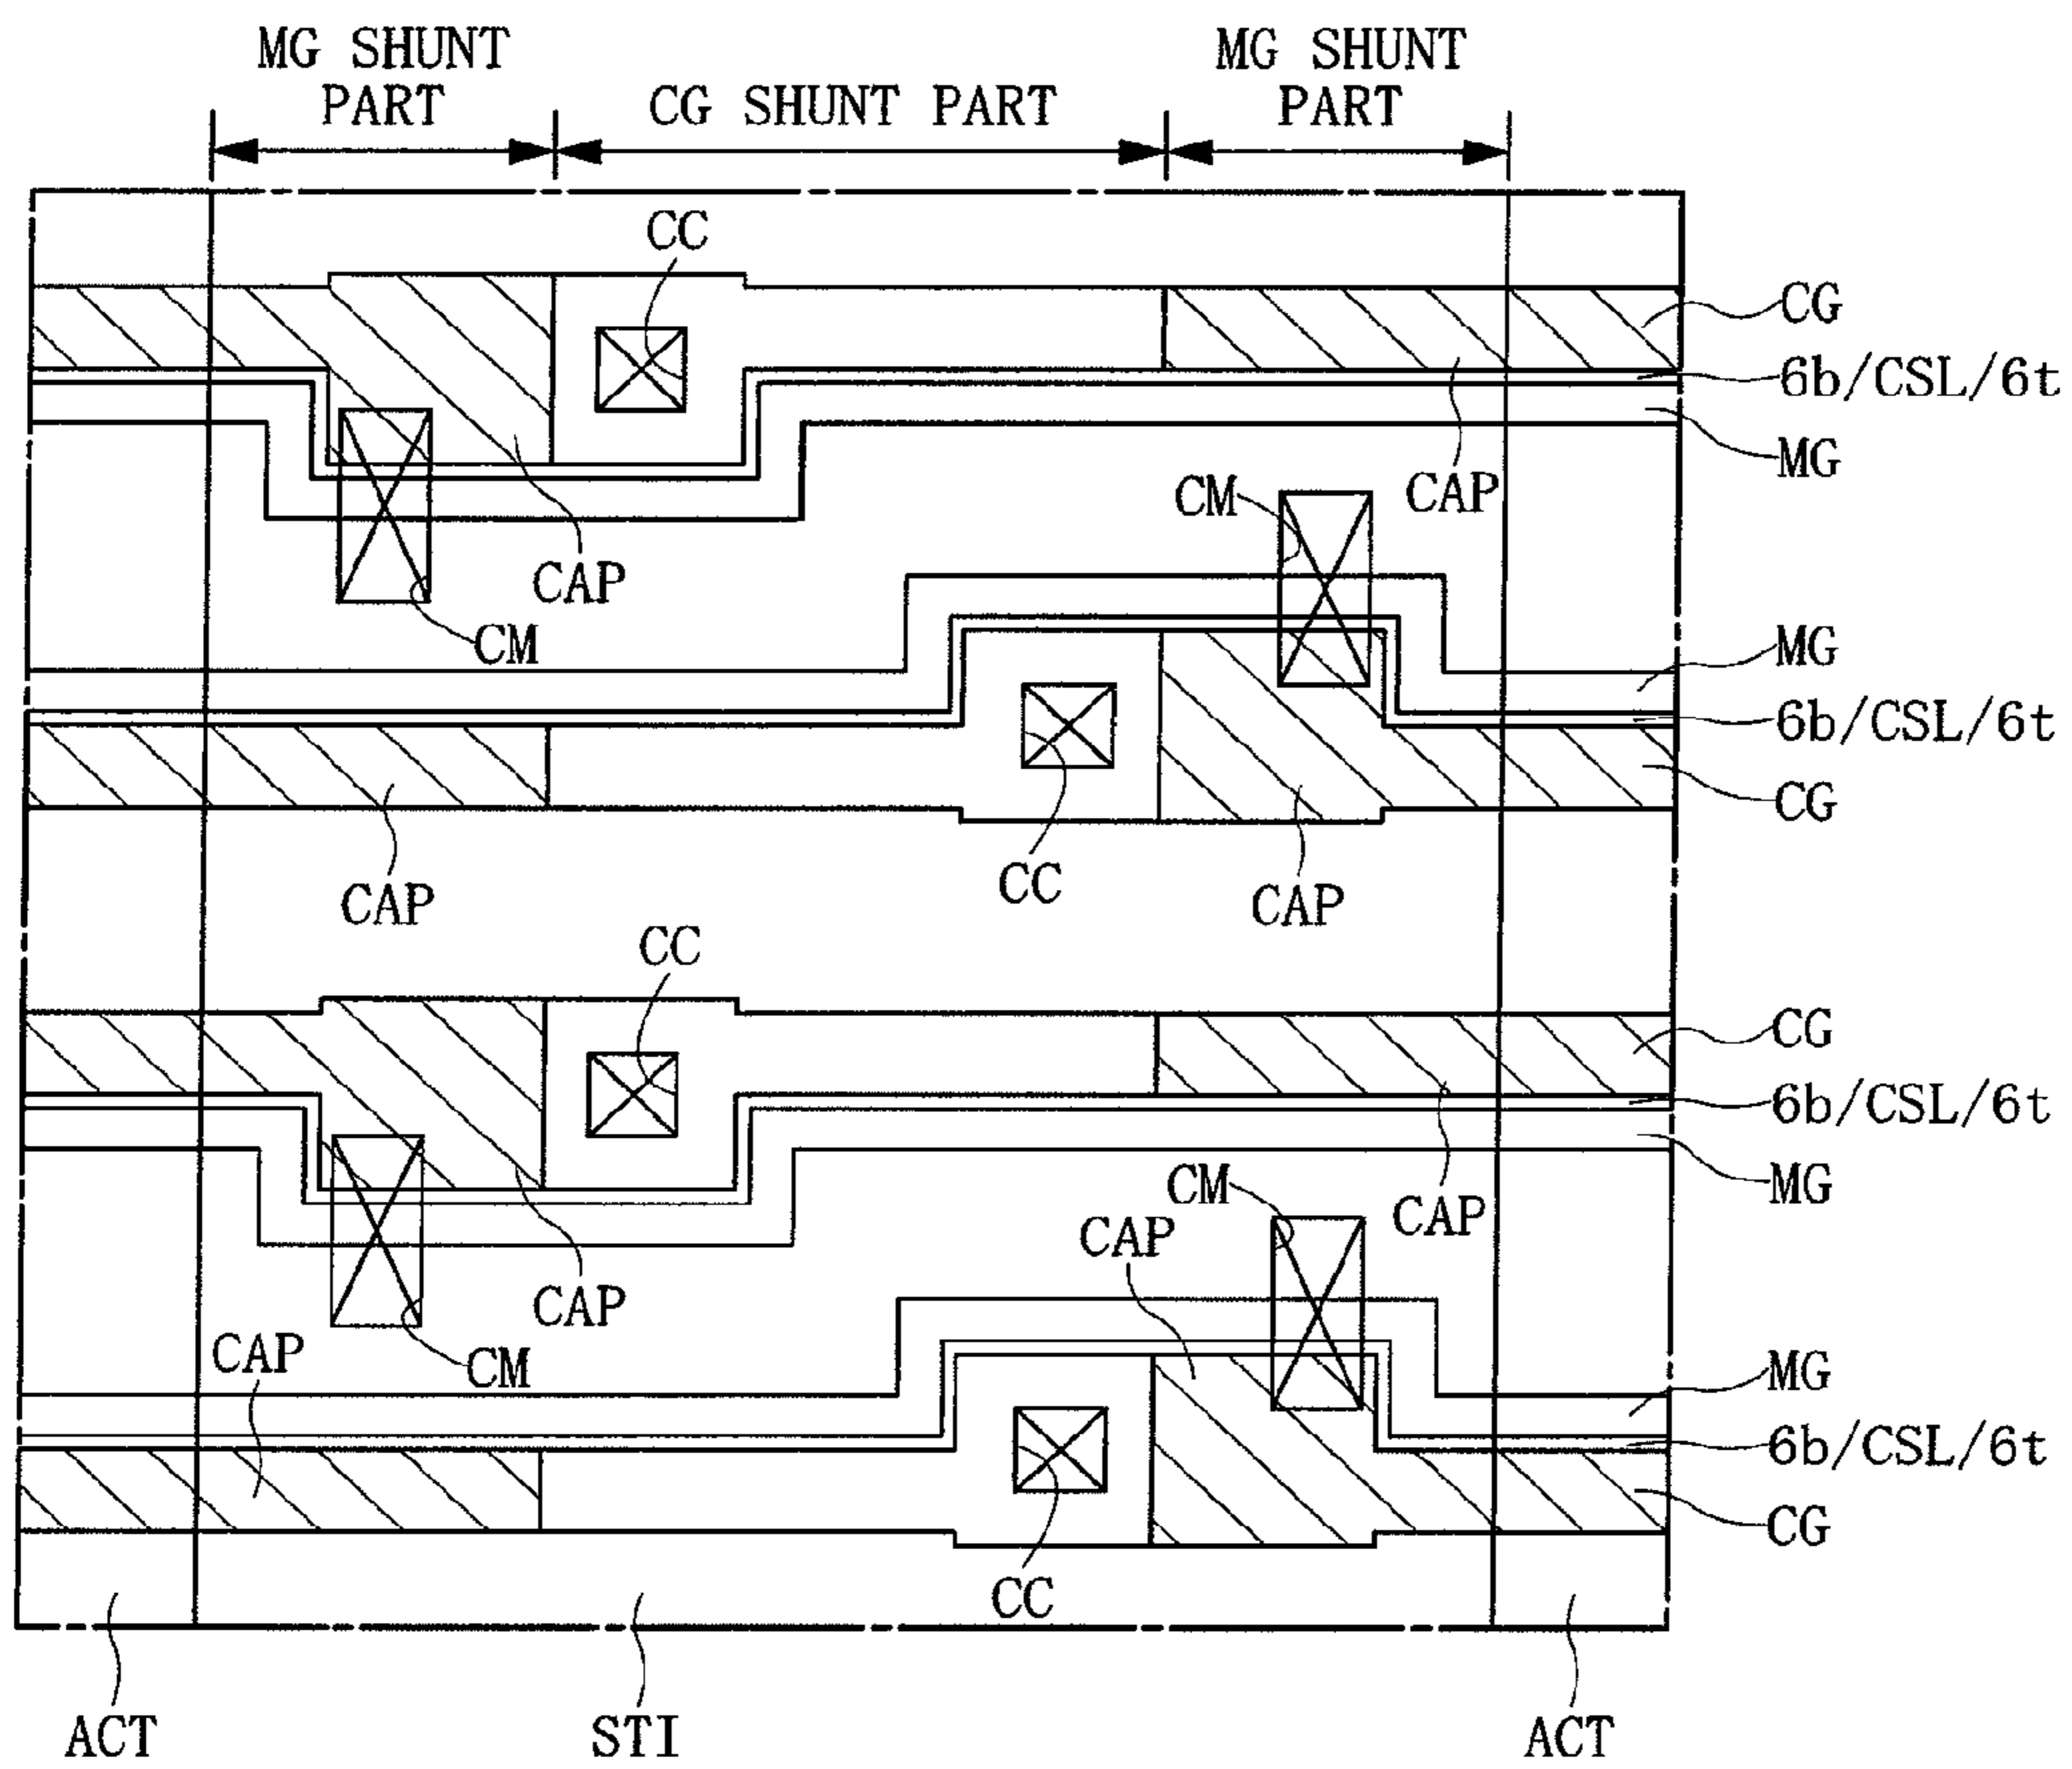 MG SHUNT
PART
CG SHUNT PART
MG SHUNT
PART
CC
CG
6b/CSL/6t
MG
CAP
CM
CAP
CM
MG
6b/CSL/6t
CG
CAP
CC
CAP
CC
CG
6b/CSL/6t
MG
CM
CAP
CAP
CAP
CAP
CM
MG
6b/CSL/6t
CG
CC
ACT
STI
ACT